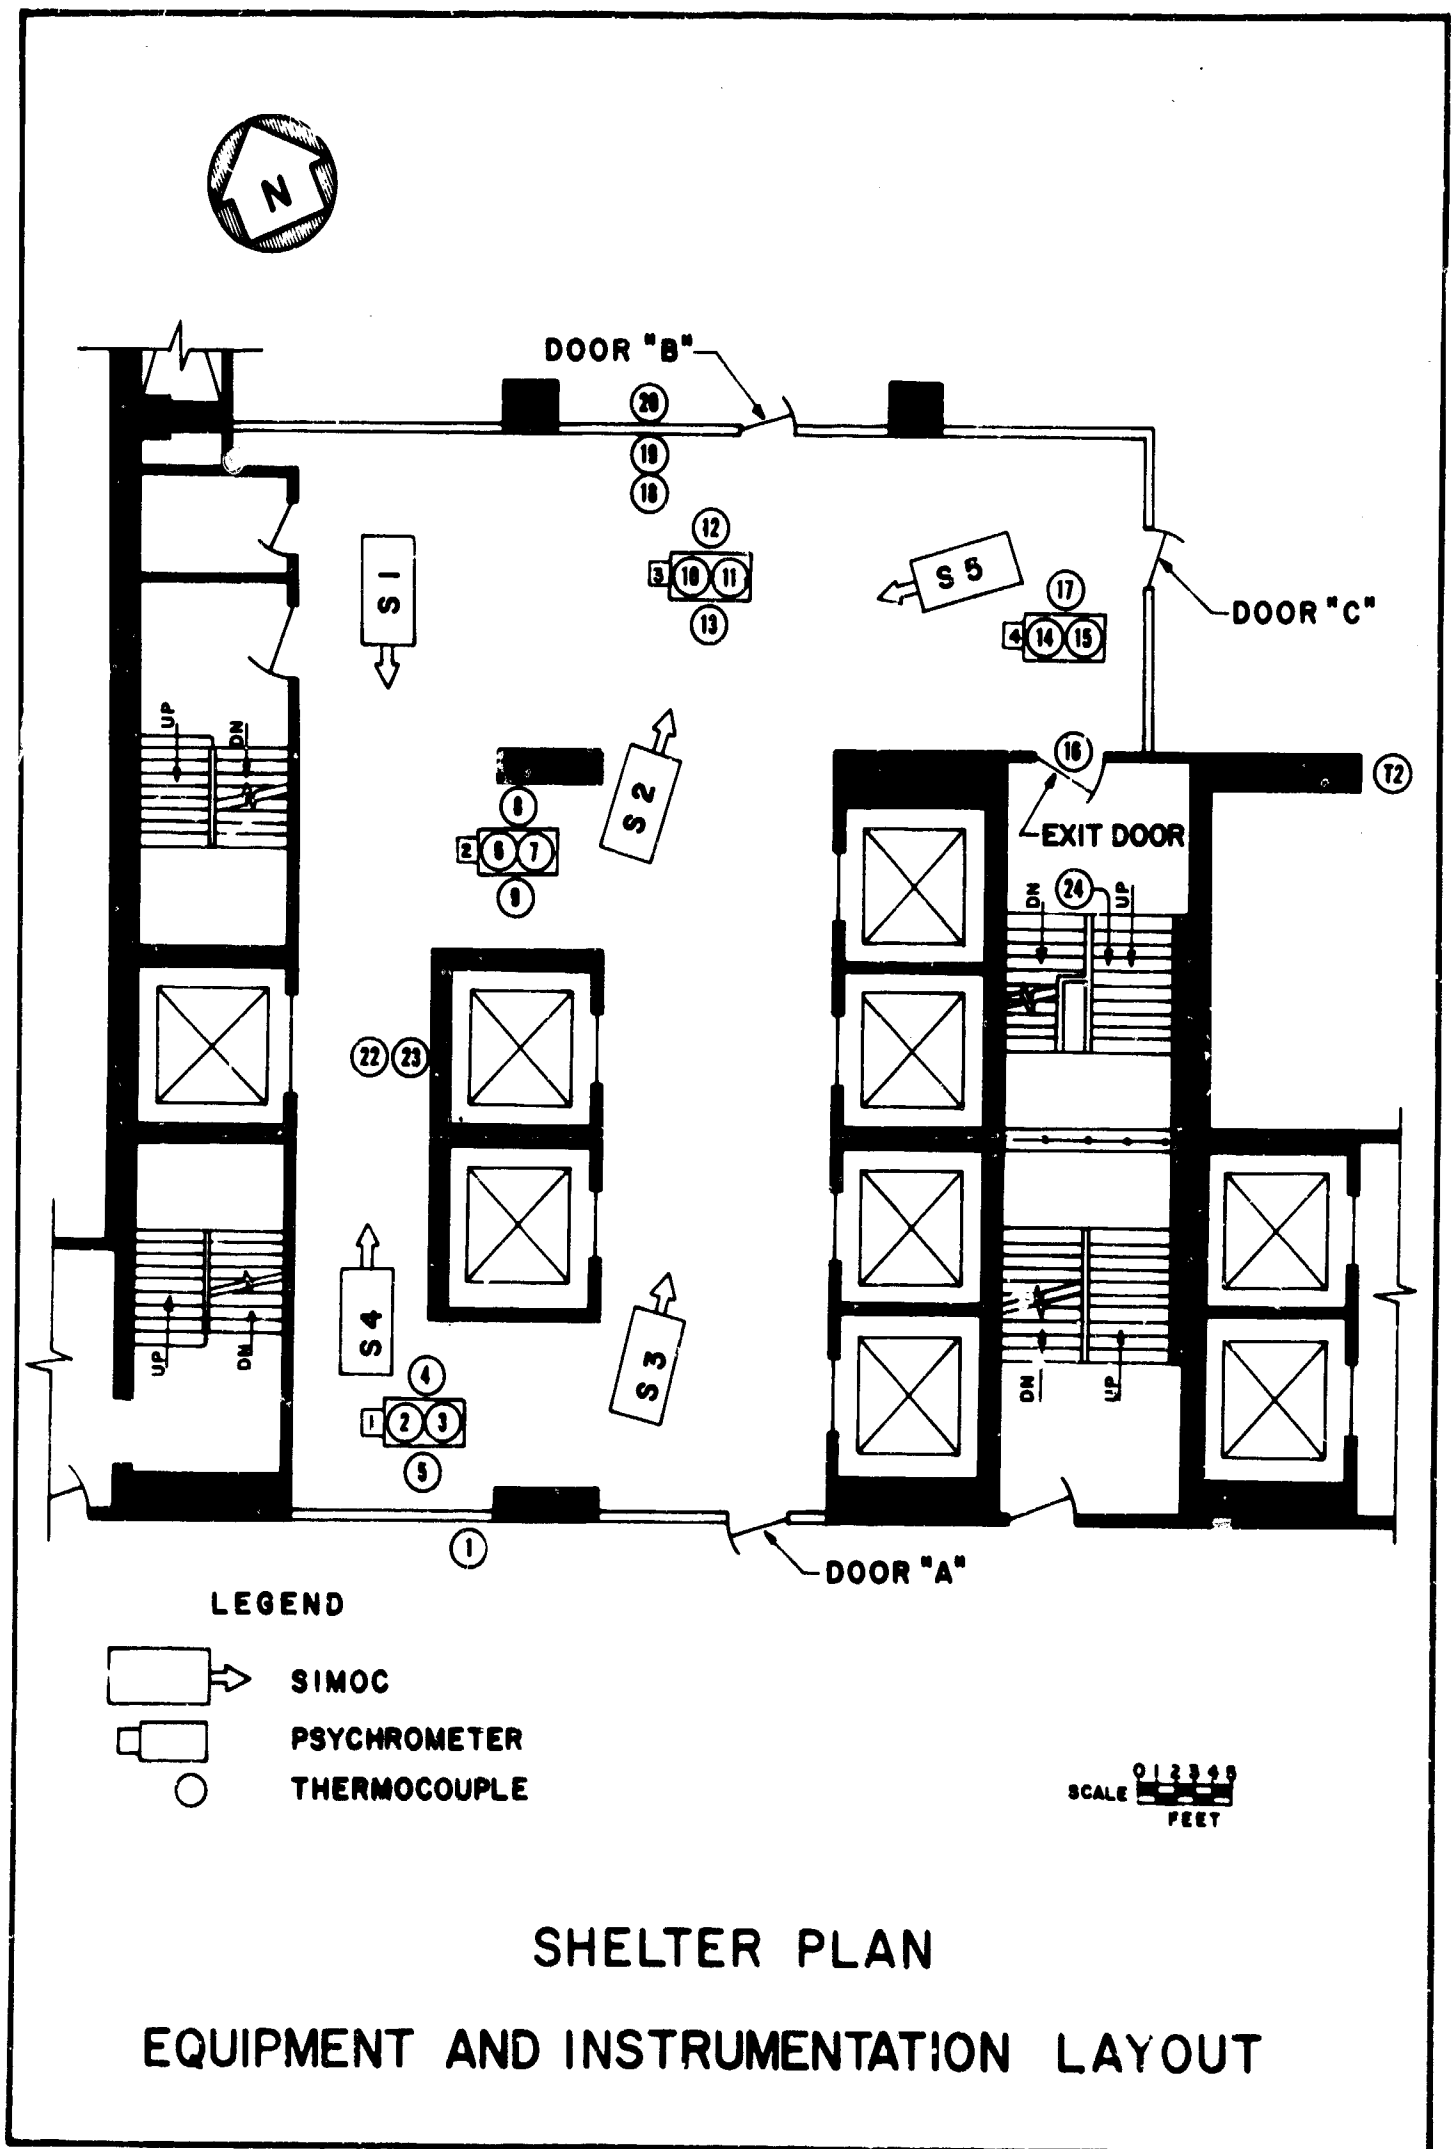 N
DOOR "B"
20
19
18
12
3
10
11
13
S 1
S 5
17
4
14
15
DOOR "C"
UP
DN
S 2
16
T2
8
2
6
7
9
EXIT DOOR
DN
24
UP
22
23
S 4
S 3
UP
DN
DN
UP
4
1
2
3
5
1
DOOR "A"
LEGEND
SIMOC
PSYCHROMETER
THERMOCOUPLE
0 1 2 3 4 5
SCALE
FEET
SHELTER PLAN
EQUIPMENT AND INSTRUMENTATION LAYOUT